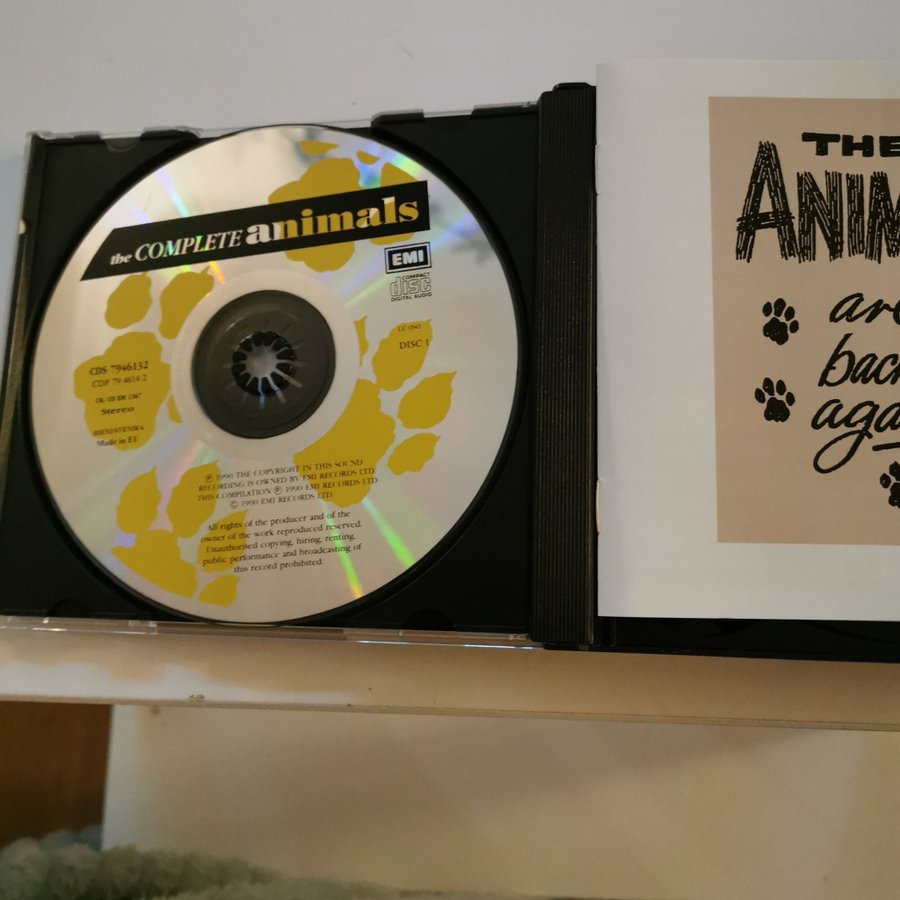 the COMPLETE animals
EMI
COMPACT
disc
DIGITAL AUDIO
LC 0542
DISC 1
CDS 7946132
CDP 79 4614 2
Stereo
Made in EU
℗ 1990 THE COPYRIGHT IN THIS SOUND
RECORDING IS OWNED BY EMI RECORDS LTD
THIS COMPILATION ℗ 1990 EMI RECORDS LTD
© 1990 EMI RECORDS LTD
All rights of the producer and of the
owner of the work reproduced reserved.
Unauthorised copying, hiring, renting,
public performance and broadcasting of
this record prohibited.
THE
ANIM
are
back
aga